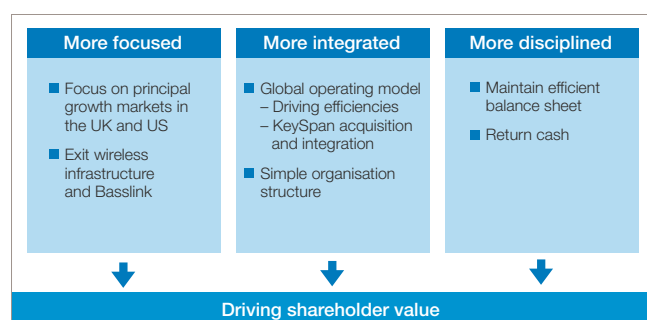 More focused
Focus on principal
growth markets in
the UK and US
Exit wireless
infrastructure
and Basslink
More integrated
Global operating model
– Driving efficiencies
– KeySpan acquisition
and integration
Simple organisation
structure
More disciplined
Maintain efficient
balance sheet
Return cash
Driving shareholder value